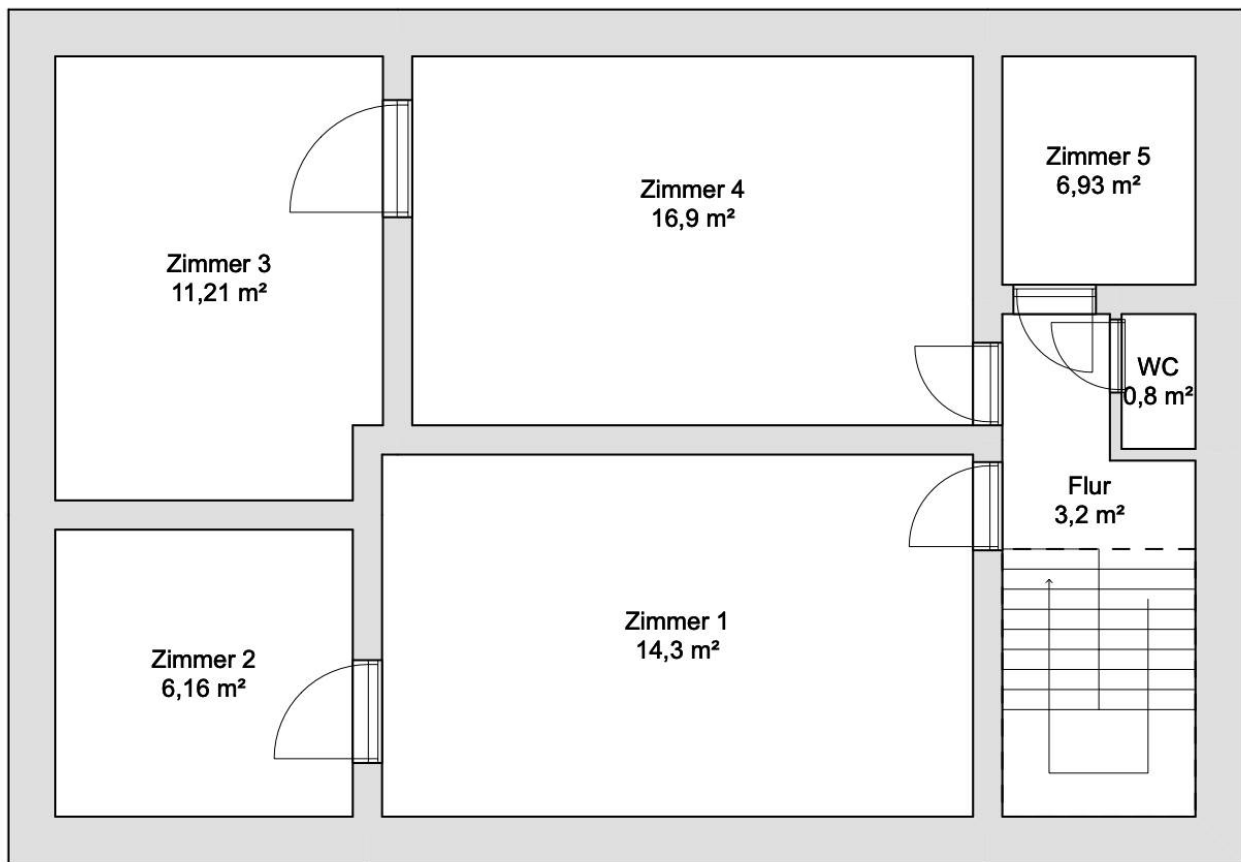 Zimmer 5
6,93 m²
Zimmer 4
16,9 m²
Zimmer 3
11,21 m²
WC
0,8 m²
Flur
3,2 m²
Zimmer 1
14,3 m²
Zimmer 2
6,16 m²